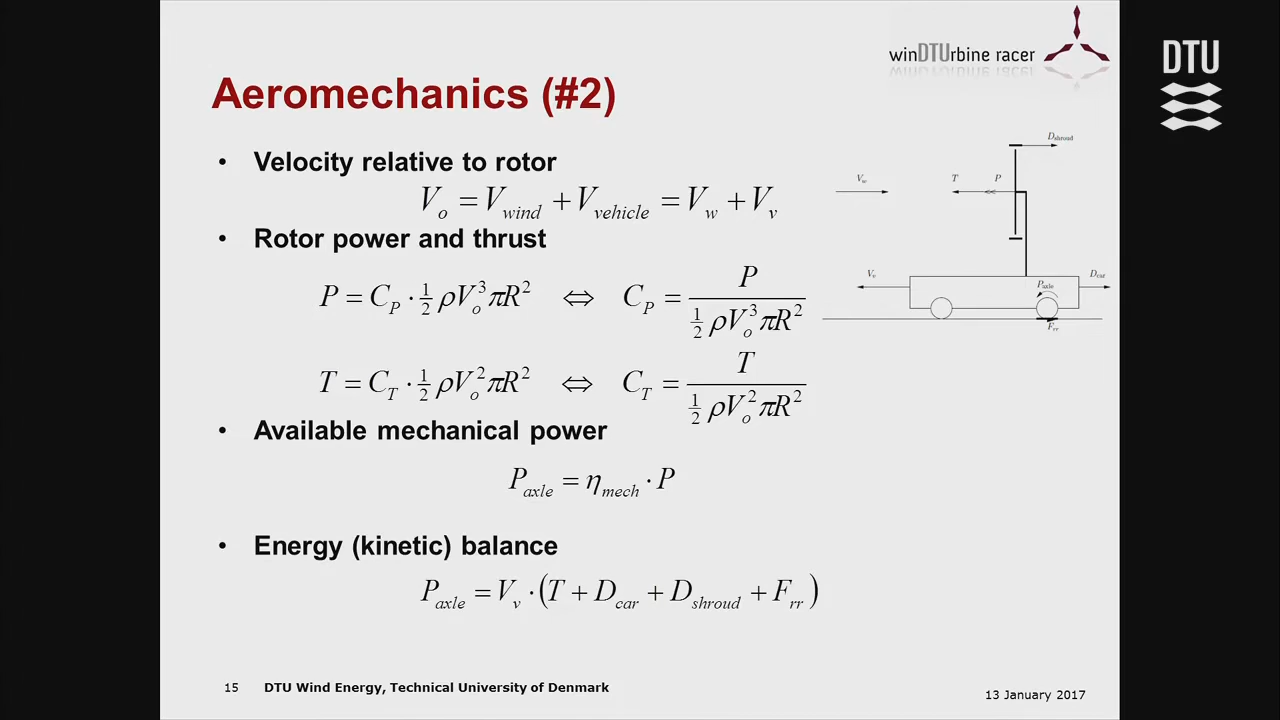 winDTUrbine racer
DTU
Aeromechanics (#2)
• Velocity relative to rotor
V_o = V_wind + V_vehicle = V_w + V_v
• Rotor power and thrust
P = C_P · ½ ρV_o³πR² ⇔ C_P = P / (½ ρV_o³πR²)
T = C_T · ½ ρV_o²πR² ⇔ C_T = T / (½ ρV_o²πR²)
• Available mechanical power
P_axle = η_mech · P
• Energy (kinetic) balance
P_axle = V_v · (T + D_car + D_shroud + F_rr)
D_shroud
V_w T P
V_v D_car
P_axle
F_rr
15 DTU Wind Energy, Technical University of Denmark
13 January 2017